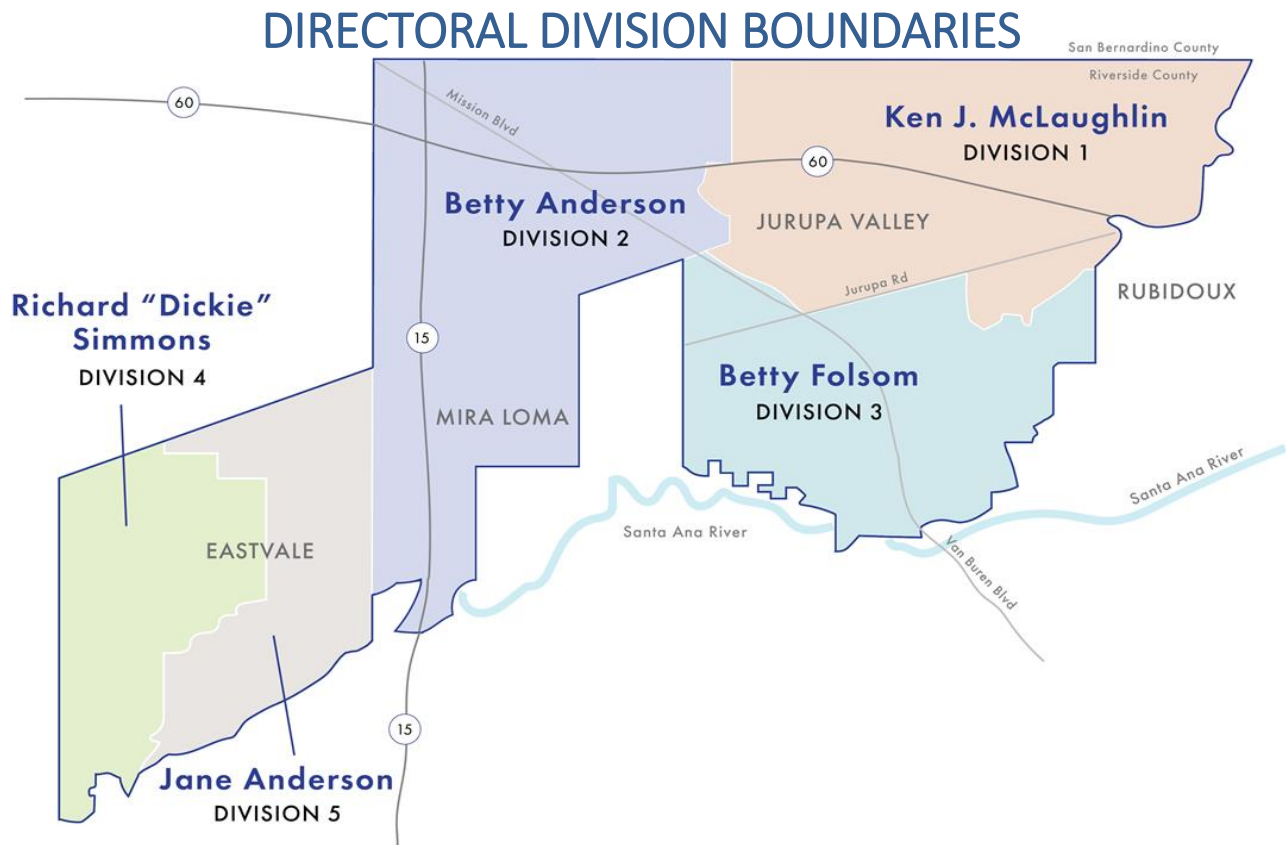 DIRECTORAL DIVISION BOUNDARIES
San Bernardino County
Riverside County
60
Mission Blvd
Ken J. McLaughlin
DIVISION 1
60
Betty Anderson
DIVISION 2
JURUPA VALLEY
Jurupa Rd
RUBIDOUX
Richard “Dickie”
Simmons
DIVISION 4
15
Betty Folsom
DIVISION 3
MIRA LOMA
Santa Ana River
Santa Ana River
EASTVALE
Van Buren Blvd
15
Jane Anderson
DIVISION 5